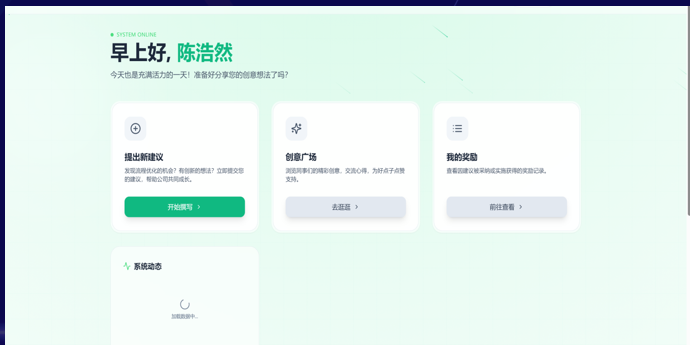 SYSTEM ONLINE
早上好, 陈浩然
今天也是充满活力的一天！准备好分享您的创意想法了吗？
提出新建议
发现流程优化的机会？有创新的想法？立即提交您
的建议，帮助公司共同成长。
开始撰写
创意广场
浏览同事们的精彩创意，交流心得，为好点子点赞
支持。
去逛逛
我的奖励
查看因建议被采纳或实施获得的奖励记录。
前往查看
系统动态
加载数据中...